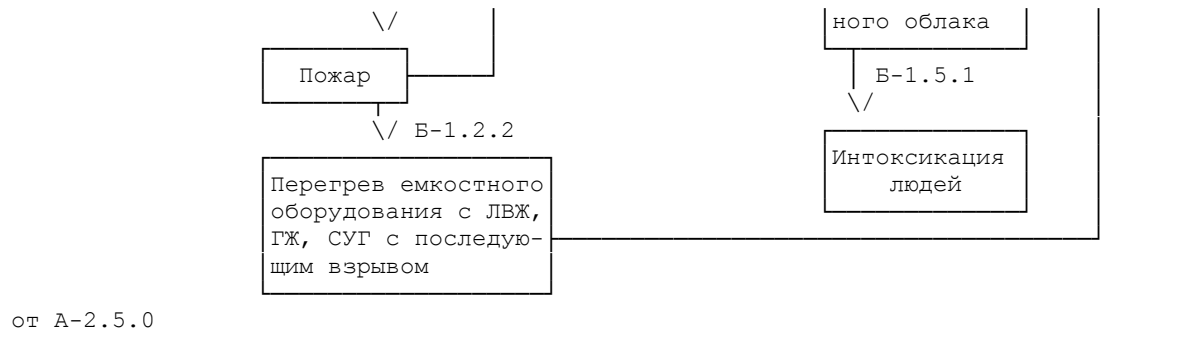 ного облака
Пожар
Б-1.5.1
Б-1.2.2
Интоксикация
людей
Перегрев емкостного
оборудования с ЛВЖ,
ГЖ, СУГ с последую-
щим взрывом
от А-2.5.0